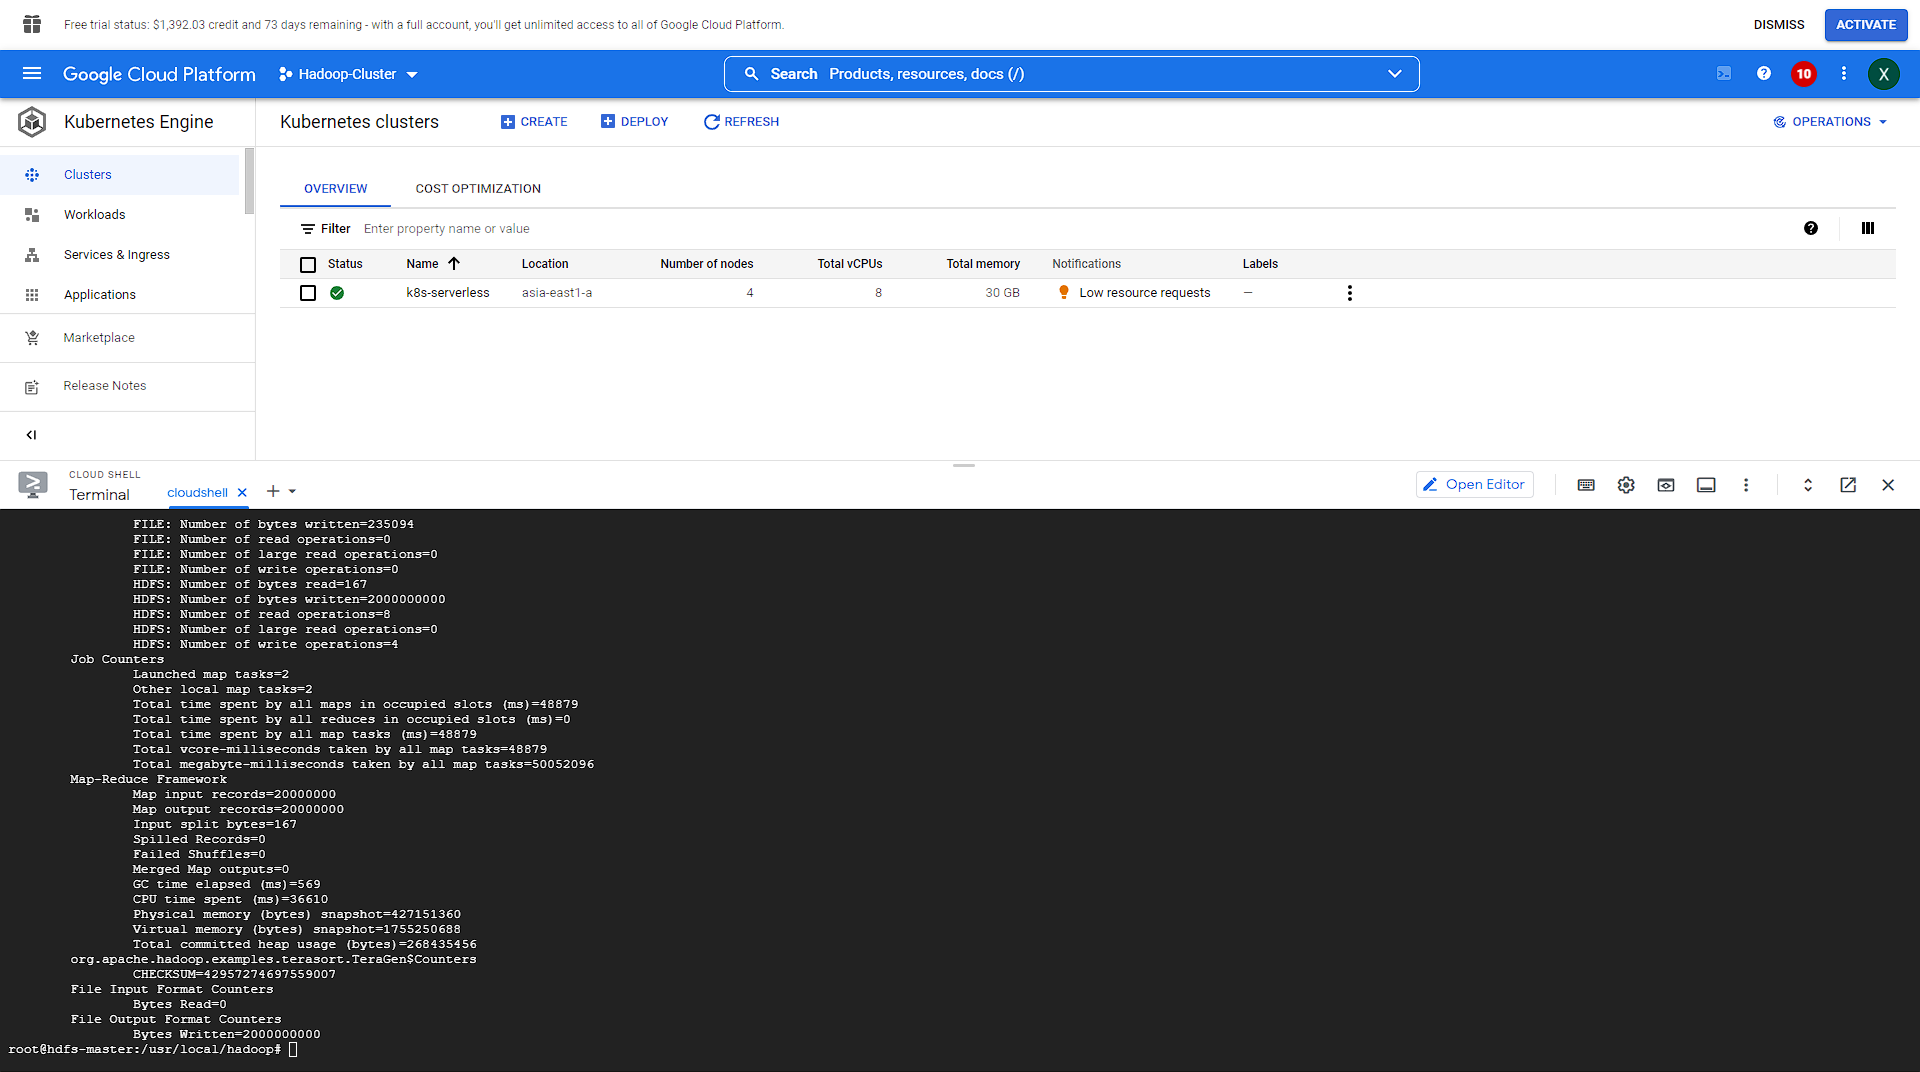 Free trial status: $1,392.03 credit and 73 days remaining - with a full account, you'll get unlimited access to all of Google Cloud Platform.
DISMISS
ACTIVATE
Google Cloud Platform
Hadoop-Cluster
Search Products, resources, docs (/)
10
X
Kubernetes Engine
Kubernetes clusters
CREATE
DEPLOY
REFRESH
OPERATIONS
Clusters
Workloads
Services & Ingress
Applications
Marketplace
Release Notes
OVERVIEW
COST OPTIMIZATION
Filter Enter property name or value
Status Name Location Number of nodes Total vCPUs Total memory Notifications Labels
k8s-serverless asia-east1-a 4 8 30 GB Low resource requests —
CLOUD SHELL
Terminal
cloudshell
Open Editor
FILE: Number of bytes written=235094
FILE: Number of read operations=0
FILE: Number of large read operations=0
FILE: Number of write operations=0
HDFS: Number of bytes read=167
HDFS: Number of bytes written=2000000000
HDFS: Number of read operations=8
HDFS: Number of large read operations=0
HDFS: Number of write operations=4
Job Counters
Launched map tasks=2
Other local map tasks=2
Total time spent by all maps in occupied slots (ms)=48879
Total time spent by all reduces in occupied slots (ms)=0
Total time spent by all map tasks (ms)=48879
Total vcore-milliseconds taken by all map tasks=48879
Total megabyte-milliseconds taken by all map tasks=50052096
Map-Reduce Framework
Map input records=20000000
Map output records=20000000
Input split bytes=167
Spilled Records=0
Failed Shuffles=0
Merged Map outputs=0
GC time elapsed (ms)=569
CPU time spent (ms)=36610
Physical memory (bytes) snapshot=427151360
Virtual memory (bytes) snapshot=1755250688
Total committed heap usage (bytes)=268435456
org.apache.hadoop.examples.terasort.TeraGen$Counters
CHECKSUM=42957274697559007
File Input Format Counters
Bytes Read=0
File Output Format Counters
Bytes Written=2000000000
root@hdfs-master:/usr/local/hadoop#